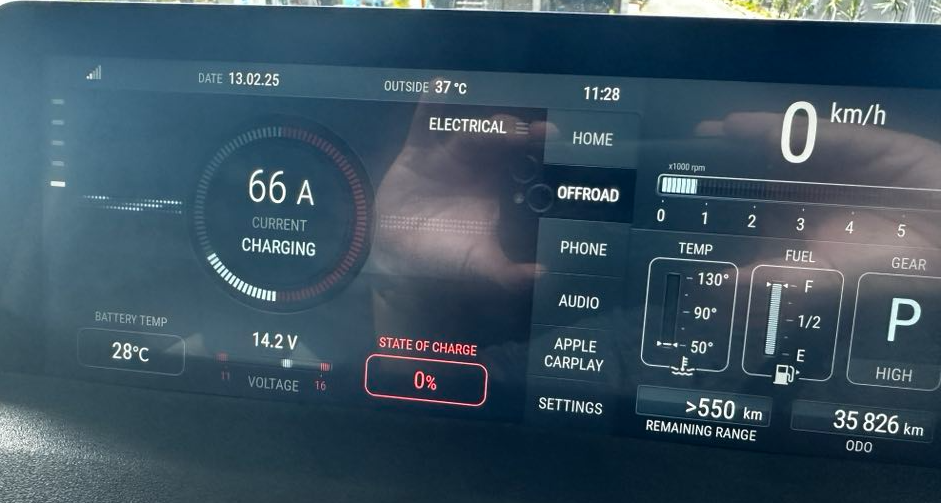 DATE 13.02.25
OUTSIDE 37 °C
11:28
ELECTRICAL
66 A
CURRENT
CHARGING
BATTERY TEMP
28°C
14.2 V
11 16
VOLTAGE
STATE OF CHARGE
0%
HOME
OFFROAD
PHONE
AUDIO
APPLE
CARPLAY
SETTINGS
0 km/h
x1000 rpm
0 1 2 3 4 5
TEMP
130°
90°
50°
FUEL
F
1/2
E
GEAR
P
HIGH
>550 km
REMAINING RANGE
35 826 km
ODO